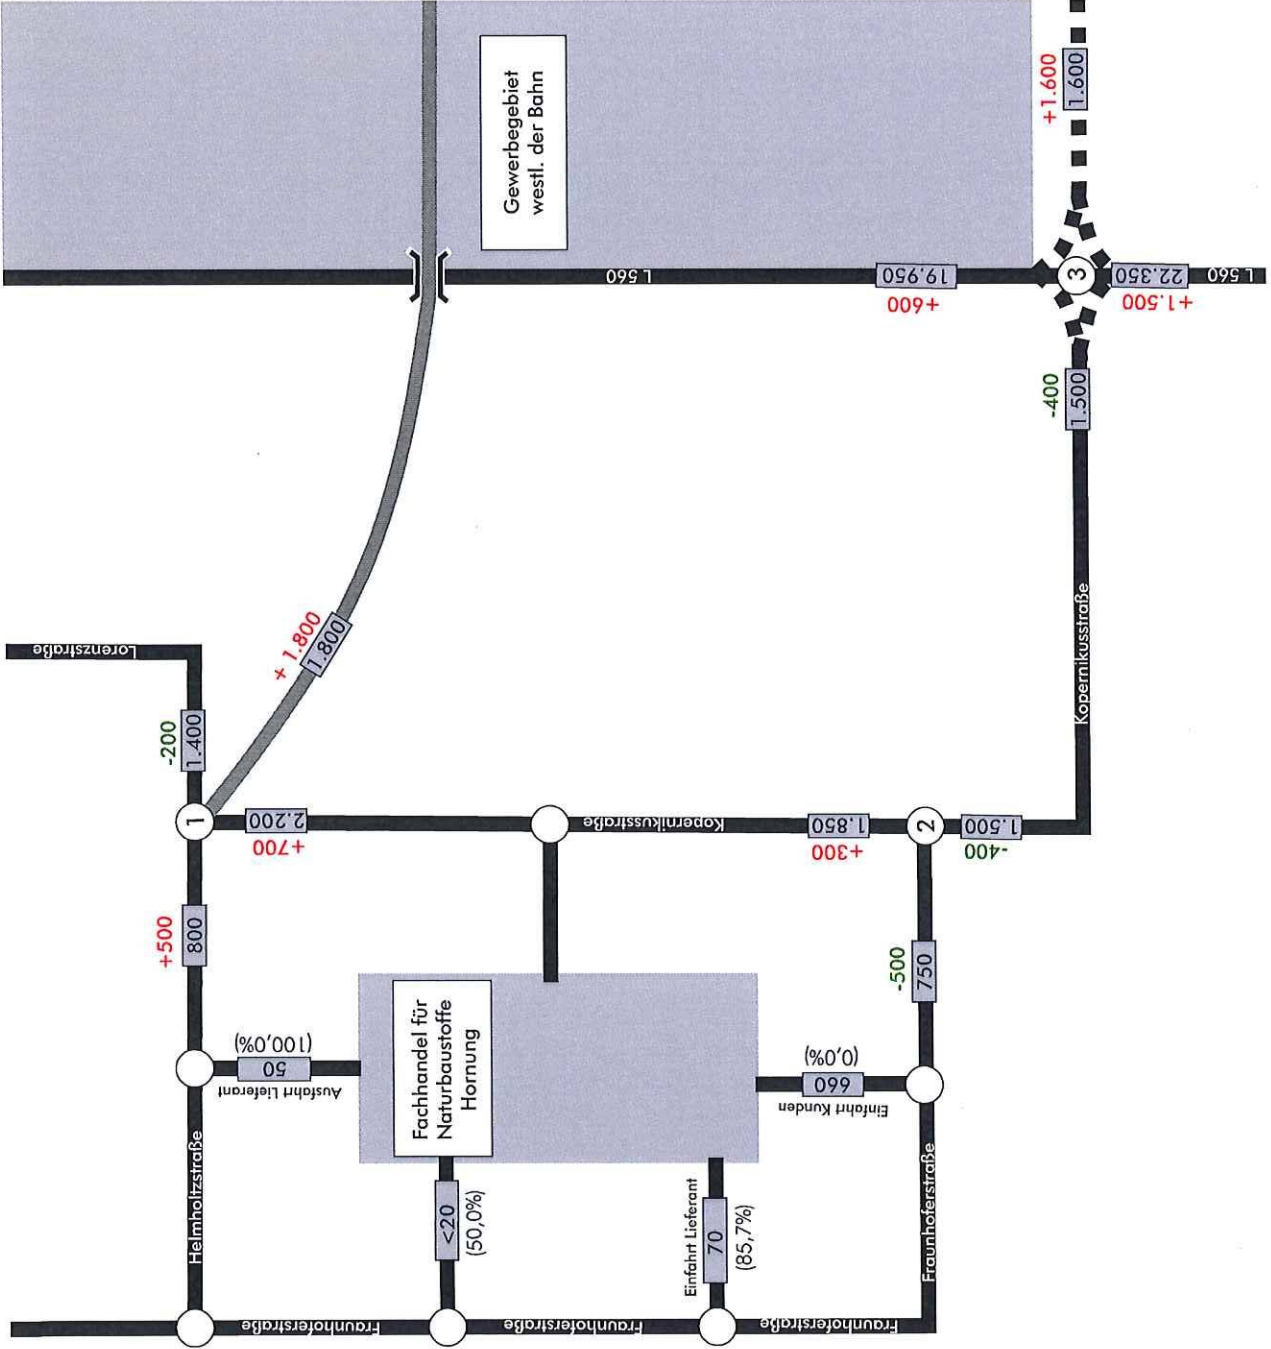 Gewerbegebiet
westl. der Bahn
+1.600
1.600
L 560
19.950
+600
3
22.350
+1.500
L 560
-400
1.500
Kopernikusstraße
+ 1.800
1.800
Lorenzstraße
-200
1.400
1
2.200
+700
Kopernikusstraße
1.850
+300
2
1.500
-400
+500
800
-500
750
Fachhandel für
Naturbaustoffe
Hornung
(100,0%)
50
Ausfahrt Lieferant
(0,0%)
660
Einfahrt Kunden
Helmholtzstraße
<20
(50,0%)
Einfahrt Lieferant
70
(85,7%)
Fraunhoferstraße
Fraunhoferstraße
Fraunhoferstraße
Fraunhoferstraße